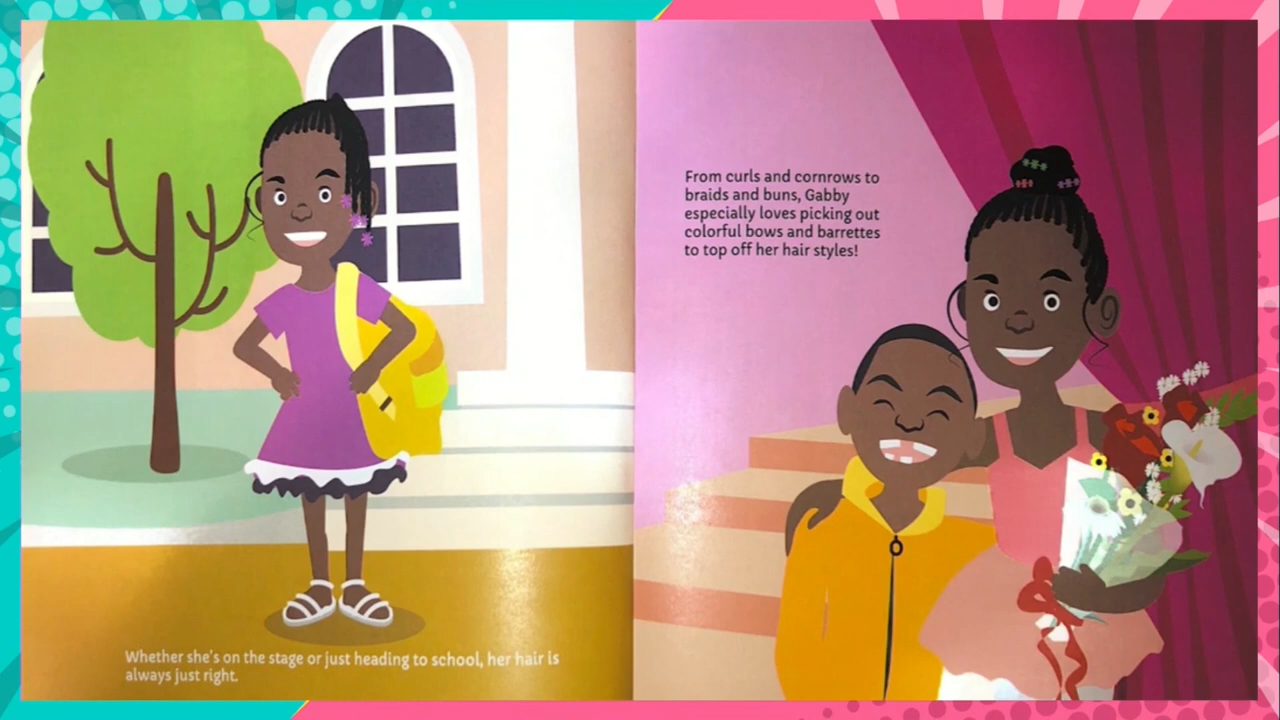 Whether she's on the stage or just heading to school, her hair is
always just right.
From curls and cornrows to
braids and buns, Gabby
especially loves picking out
colorful bows and barrettes
to top off her hair styles!